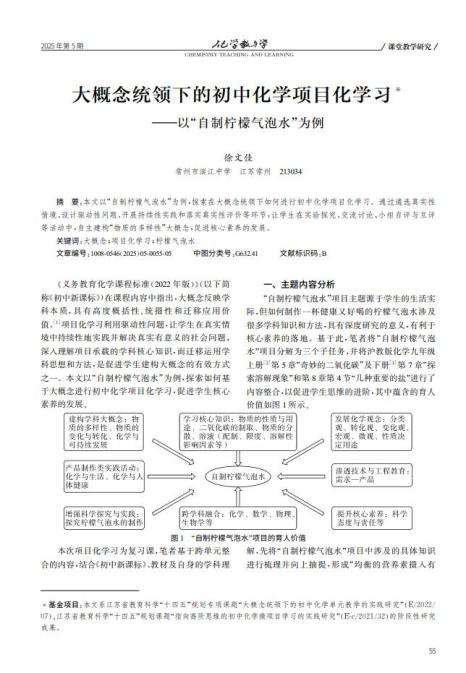 2025 年第 5 期
化学教与学
CHEMISTRY TEACHING AND LEARNING
/ 课堂教学研究 /
大概念统领下的初中化学项目化学习*
——以“自制柠檬气泡水”为例
徐文佳
常州市滨江中学 江苏常州 213034
摘 要:本文以“自制柠檬气泡水”为例,探索在大概念统领下如何进行初中化学项目化学习。通过遴选真实性
情境、设计驱动性问题、开展持续性实践和落实真实性评价等环节,让学生在实验探究、交流讨论、小组自评与互评
等活动中,自主建构“物质的多样性”大概念,促进核心素养的发展。
关键词:大概念;项目化学习;柠檬气泡水
文章编号:1008-0546(2025)05-0055-05 中图分类号:G632.41 文献标识码:B
《义务教育化学课程标准(2022 年版)》(以下简
称《初中新课标》)在课程内容中指出,大概念反映学
科本质,具有高度概括性、统摄性和迁移应用价
值。[1]项目化学习利用驱动性问题,让学生在真实情
境中持续性地实践并解决真实有意义的社会问题,
深入理解项目承载的学科核心知识,而迁移运用学
科思想和方法,是促进学生建构大概念的有效方式
之一。本文以“自制柠檬气泡水”为例,探索如何基
于大概念进行初中化学项目化学习,促进学生核心
素养的发展。
一、主题内容分析
“自制柠檬气泡水”项目主题源于学生的生活实
际,但如何制作一杯健康又好喝的柠檬气泡水涉及
很多学科知识和方法,具有深度研究的意义,有利于
核心素养的落地。基于此,笔者将“自制柠檬气泡
水”项目分解为三个子任务,并将沪教版化学九年级
上册[2]第 5 章“奇妙的二氧化碳”及下册[3]第 7 章“探
索溶解现象”和第 8 章第 4 节“几种重要的盐”进行了
内容整合,以促进学生思维的进阶,其中蕴含的育人
价值如图 1 所示。
建构学科大概念:物
质的多样性、物质的
变化与转化、化学与
可持续发展
学习核心知识:物质的性质与用
途、二氧化碳的制取、物质的分
散、溶液(配制、限度、溶解性
影响因素等)
发展化学观念:分类
观、转化观、变化观、
宏观、微观、性质决
定用途
产品制作类实践活动:
化学与生活、化学与人
体健康
自制柠檬气泡水
渗透技术与工程教育:
需求—产品
增强科学探究与实践:
探究柠檬气泡水的制作
跨学科融合:化学、数学、物理、
生物学等
提升核心素养:科学
态度与责任等
图 1 “自制柠檬气泡水”项目的育人价值
本次项目化学习为复习课,笔者基于跨单元整
合的内容,结合《初中新课标》、教材及自身的学科理
解,先将“自制柠檬气泡水”项目中涉及的具体知识
进行梳理并向上抽提,形成“均衡的营养素摄入有
* 基金项目:本文系江苏省教育科学“十四五”规划专项课题“大概念统领下的初中化学单元教学的实践研究”(E/2022/
07)、江苏省教育科学“十四五”规划课题“指向高阶思维的初中化学微项目学习的实践研究”(E-c/2021/32)的阶段性研究
成果。
55